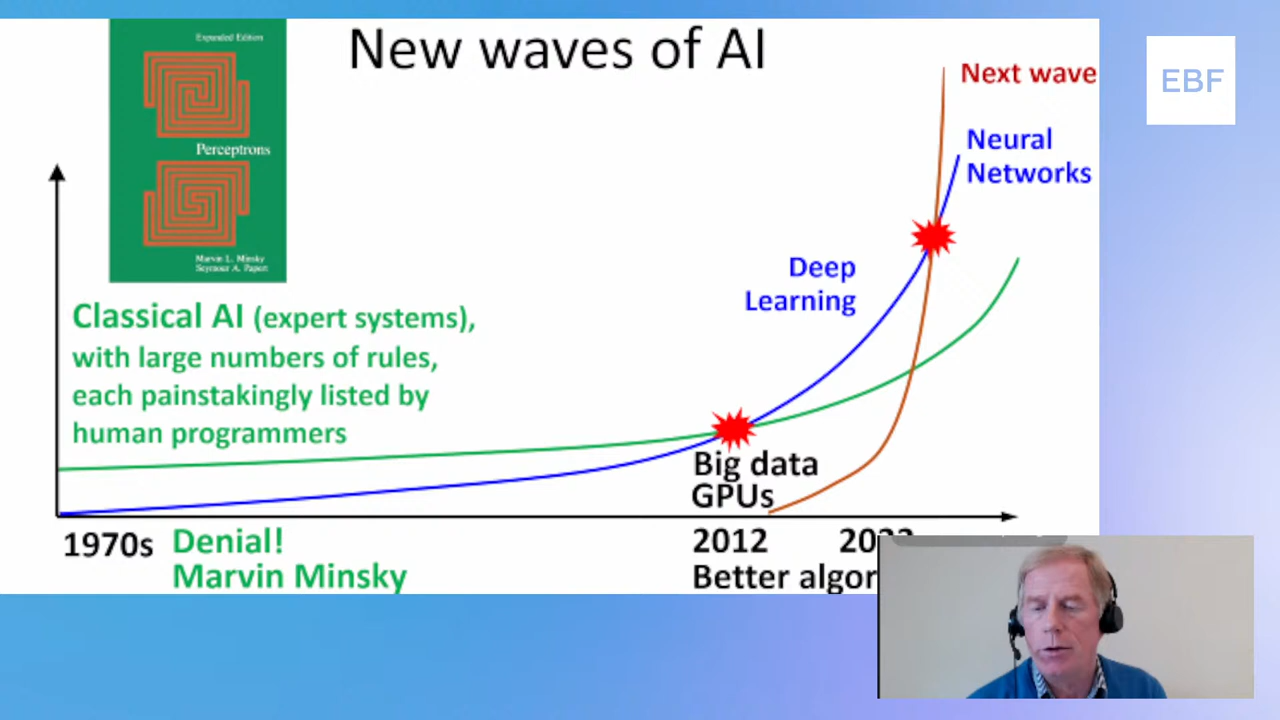 New waves of AI
Expanded Edition
Perceptrons
Marvin L. Minsky
Seymour A. Papert
EBF
Next wave
Neural
Networks
Deep
Learning
Classical AI (expert systems),
with large numbers of rules,
each painstakingly listed by
human programmers
Big data
GPUs
1970s
Denial!
Marvin Minsky
2012
Better